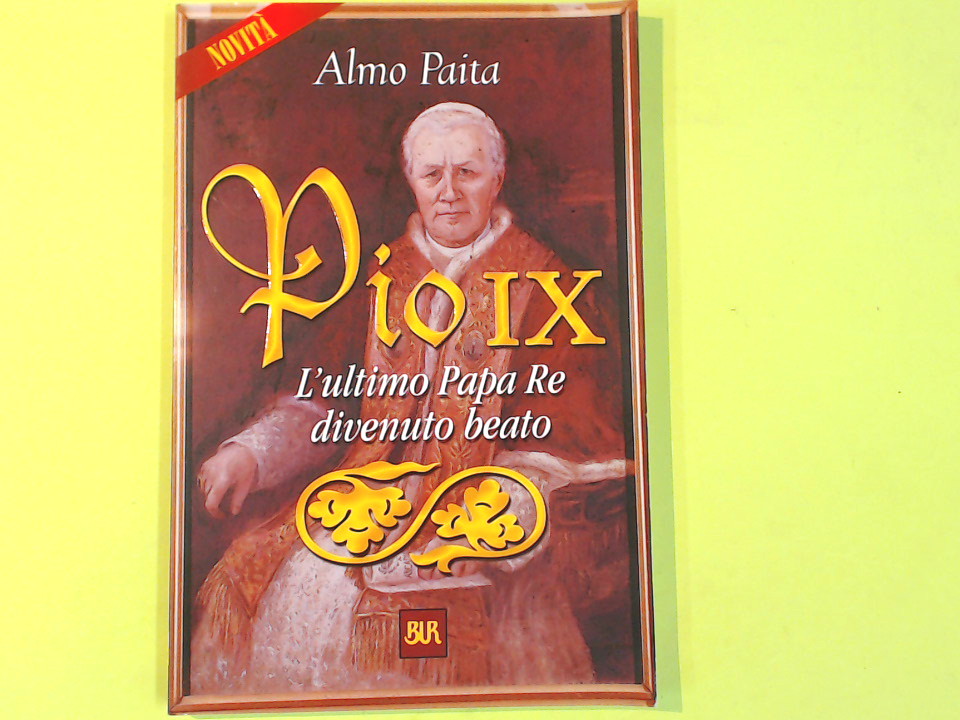 NOVITÀ
Almo Paita
Pio IX
L'ultimo Papa Re
divenuto beato
BUR